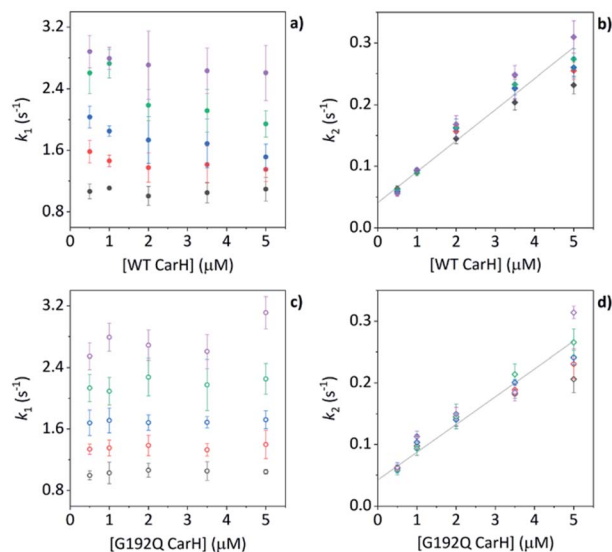 a)
k₁ (s⁻¹)
3.2
2.4
1.6
0.8
0 1 2 3 4 5
[WT CarH] (µM)
b)
k₂ (s⁻¹)
0.3
0.2
0.1
0.0
0 1 2 3 4 5
[WT CarH] (µM)
c)
k₁ (s⁻¹)
3.2
2.4
1.6
0.8
0 1 2 3 4 5
[G192Q CarH] (µM)
d)
k₂ (s⁻¹)
0.3
0.2
0.1
0.0
0 1 2 3 4 5
[G192Q CarH] (µM)